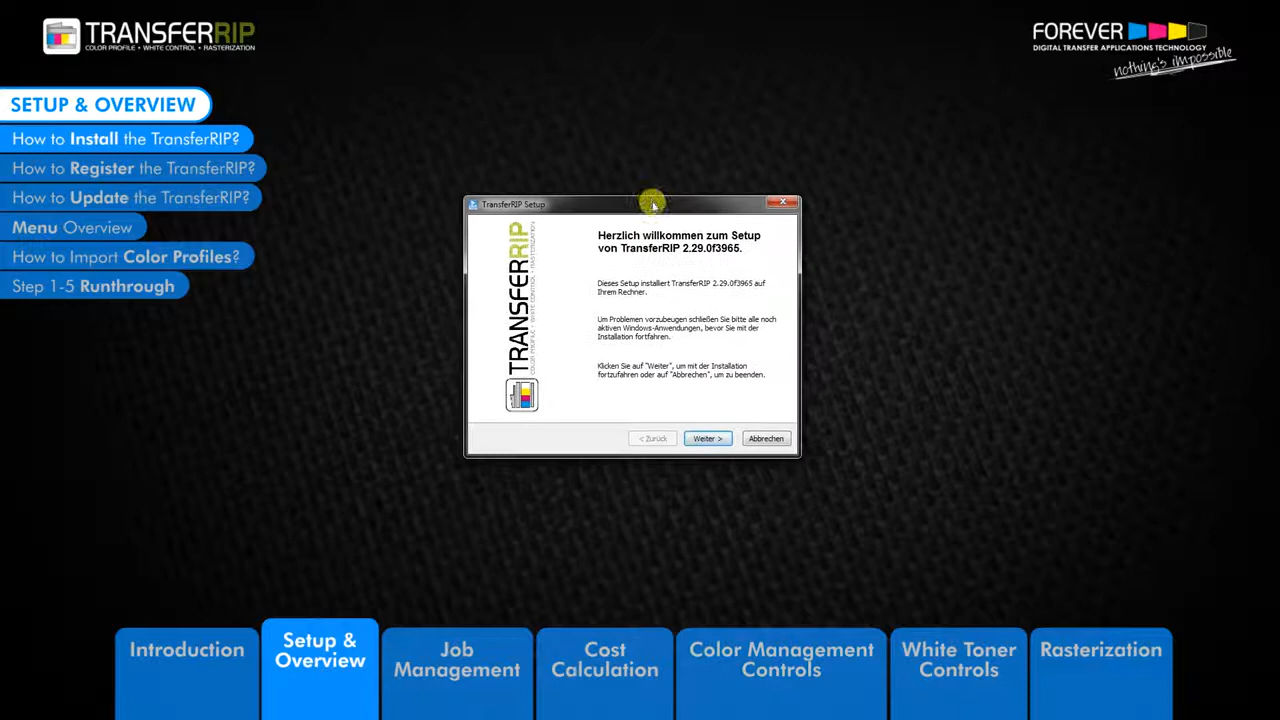 TRANSFERRIP
COLOR PROFILE • WHITE CONTROL • RASTERIZATION
FOREVER
DIGITAL TRANSFER APPLICATIONS TECHNOLOGY
nothing's impossible
SETUP & OVERVIEW
How to Install the TransferRIP?
How to Register the TransferRIP?
How to Update the TransferRIP?
Menu Overview
How to Import Color Profiles?
Step 1-5 Runthrough
TransferRIP Setup
TRANSFERRIP
COLOR PROFILE • WHITE CONTROL • RASTERIZATION
Herzlich willkommen zum Setup
von TransferRIP 2.29.0f3965.
Dieses Setup installiert TransferRIP 2.29.0f3965 auf
Ihrem Rechner.
Um Problemen vorzubeugen schließen Sie bitte alle noch
aktiven Windows-Anwendungen, bevor Sie mit der
Installation fortfahren.
Klicken Sie auf "Weiter", um mit der Installation
fortzufahren oder auf "Abbrechen", um zu beenden.
< Zurück
Weiter >
Abbrechen
Introduction
Setup &
Overview
Job
Management
Cost
Calculation
Color Management
Controls
White Toner
Controls
Rasterization